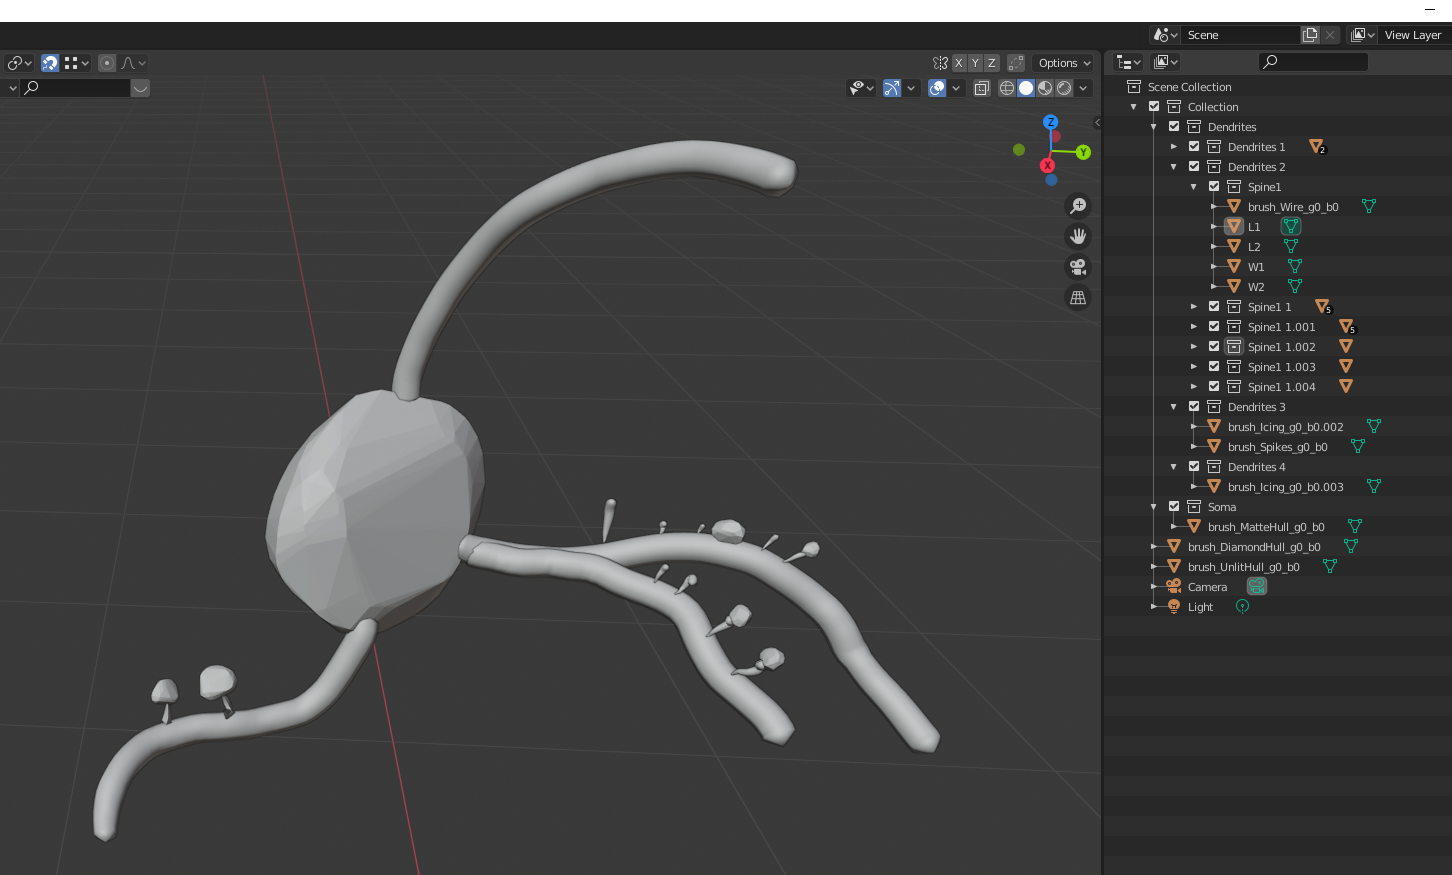 Scene
View Layer
X Y Z
Options
Z
Y
X
Scene Collection
Collection
Dendrites
Dendrites 1
2
Dendrites 2
Spine1
brush_Wire_g0_b0
L1
L2
W1
W2
Spine1 1
5
Spine1 1.001
5
Spine1 1.002
Spine1 1.003
Spine1 1.004
Dendrites 3
brush_Icing_g0_b0.002
brush_Spikes_g0_b0
Dendrites 4
brush_Icing_g0_b0.003
Soma
brush_MatteHull_g0_b0
brush_DiamondHull_g0_b0
brush_UnlitHull_g0_b0
Camera
Light